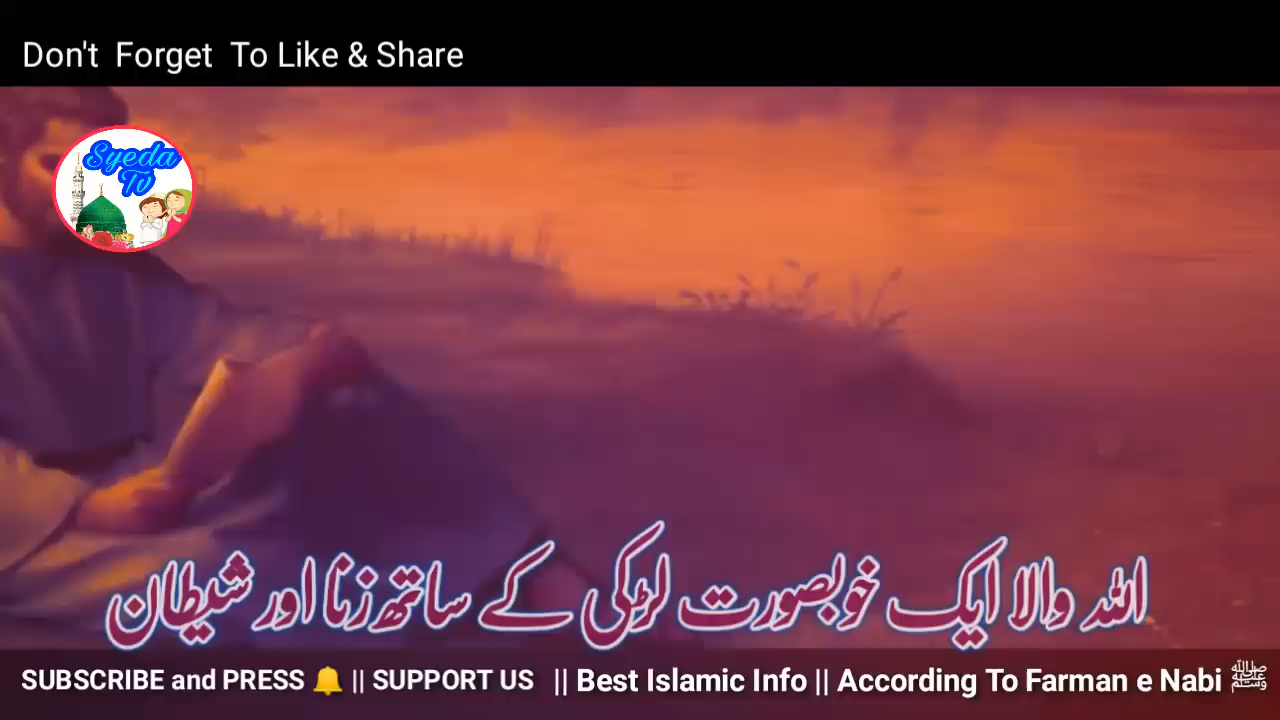 Don't Forget To Like & Share
Syeda
Tv
اللہ والا ایک خوبصورت لڑکی کے ساتھ زنا اور شیطان
SUBSCRIBE and PRESS 🔔 || SUPPORT US || Best Islamic Info || According To Farman e Nabi ﷺ